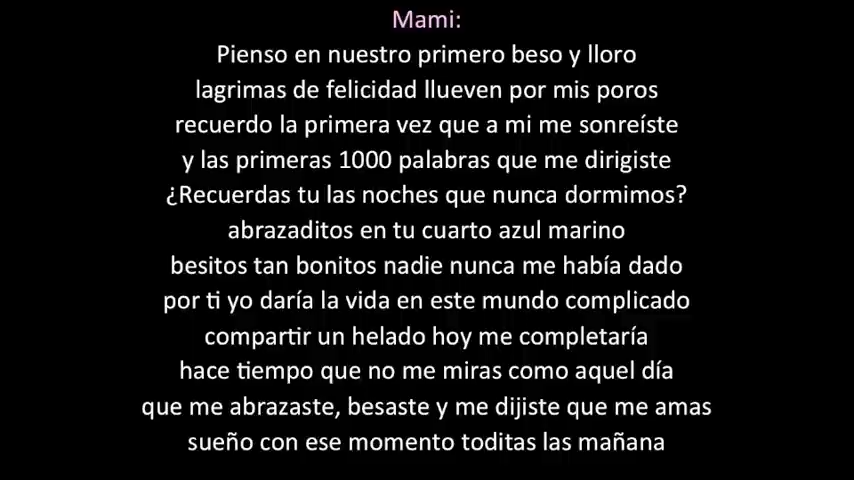 Mami:
Pienso en nuestro primero beso y lloro
lagrimas de felicidad llueven por mis poros
recuerdo la primera vez que a mi me sonreíste
y las primeras 1000 palabras que me dirigiste
¿Recuerdas tu las noches que nunca dormimos?
abrazaditos en tu cuarto azul marino
besitos tan bonitos nadie nunca me había dado
por ti yo daría la vida en este mundo complicado
compartir un helado hoy me completaría
hace tiempo que no me miras como aquel día
que me abrazaste, besaste y me dijiste que me amas
sueño con ese momento toditas las mañana